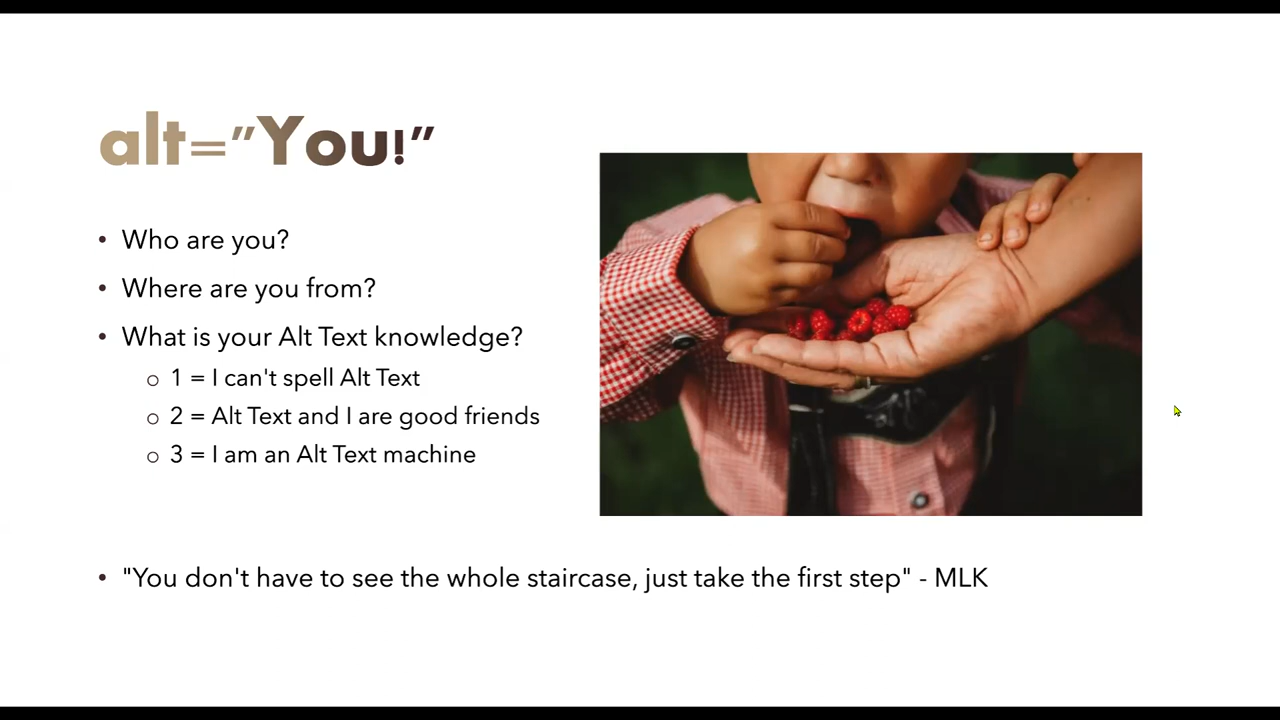 alt="You!"
• Who are you?
• Where are you from?
• What is your Alt Text knowledge?
o 1 = I can't spell Alt Text
o 2 = Alt Text and I are good friends
o 3 = I am an Alt Text machine
• "You don't have to see the whole staircase, just take the first step" - MLK